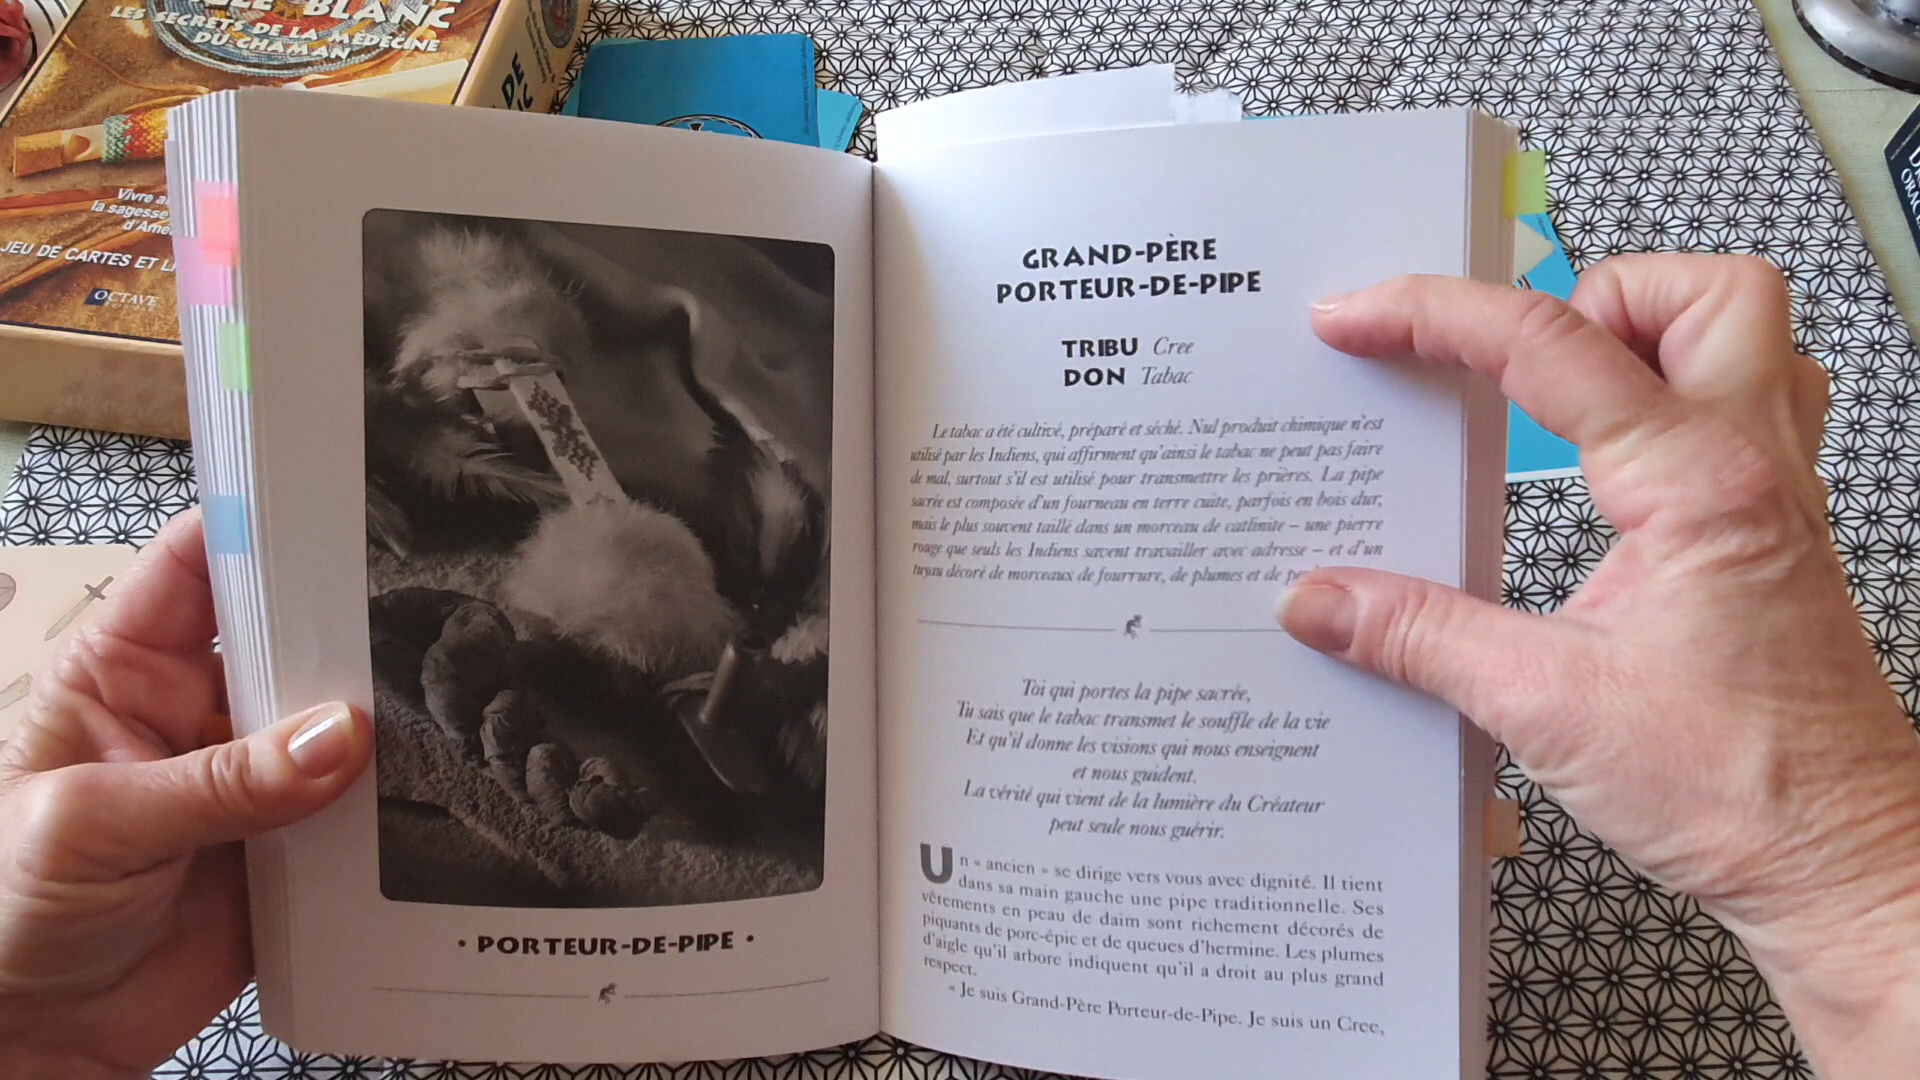 BLANC
LES SECRETS DE LA MÉDECINE
DU CHAMAN
DE
Vivre
la sagesse
JEU DE CARTES ET
OCTAVE
• PORTEUR-DE-PIPE •
GRAND-PÈRE
PORTEUR-DE-PIPE
TRIBU Cree
DON Tabac
Le tabac a été cultivé, préparé et séché. Nul produit chimique n'est
utilisé par les Indiens, qui affirment qu'ainsi le tabac ne peut pas faire
de mal, surtout s'il est utilisé pour transmettre les prières. La pipe
sacrée est composée d'un fourneau en terre cuite, parfois en bois dur,
mais le plus souvent taillé dans un morceau de catlinite – une pierre
rouge que seuls les Indiens savent travailler avec adresse – et d'un
tuyau décoré de morceaux de fourrure, de plumes et de
Toi qui portes la pipe sacrée,
Tu sais que le tabac transmet le souffle de la vie
Et qu'il donne les visions qui nous enseignent
et nous guident.
La vérité qui vient de la lumière du Créateur
peut seule nous guérir.
Un « ancien » se dirige vers vous avec dignité. Il tient
dans sa main gauche une pipe traditionnelle. Ses
vêtements en peau de daim sont richement décorés de
piquants de porc-épic et de queues d'hermine. Les plumes
d'aigle qu'il arbore indiquent qu'il a droit au plus grand
respect.
« Je suis Grand-Père Porteur-de-Pipe. Je suis un Cree,